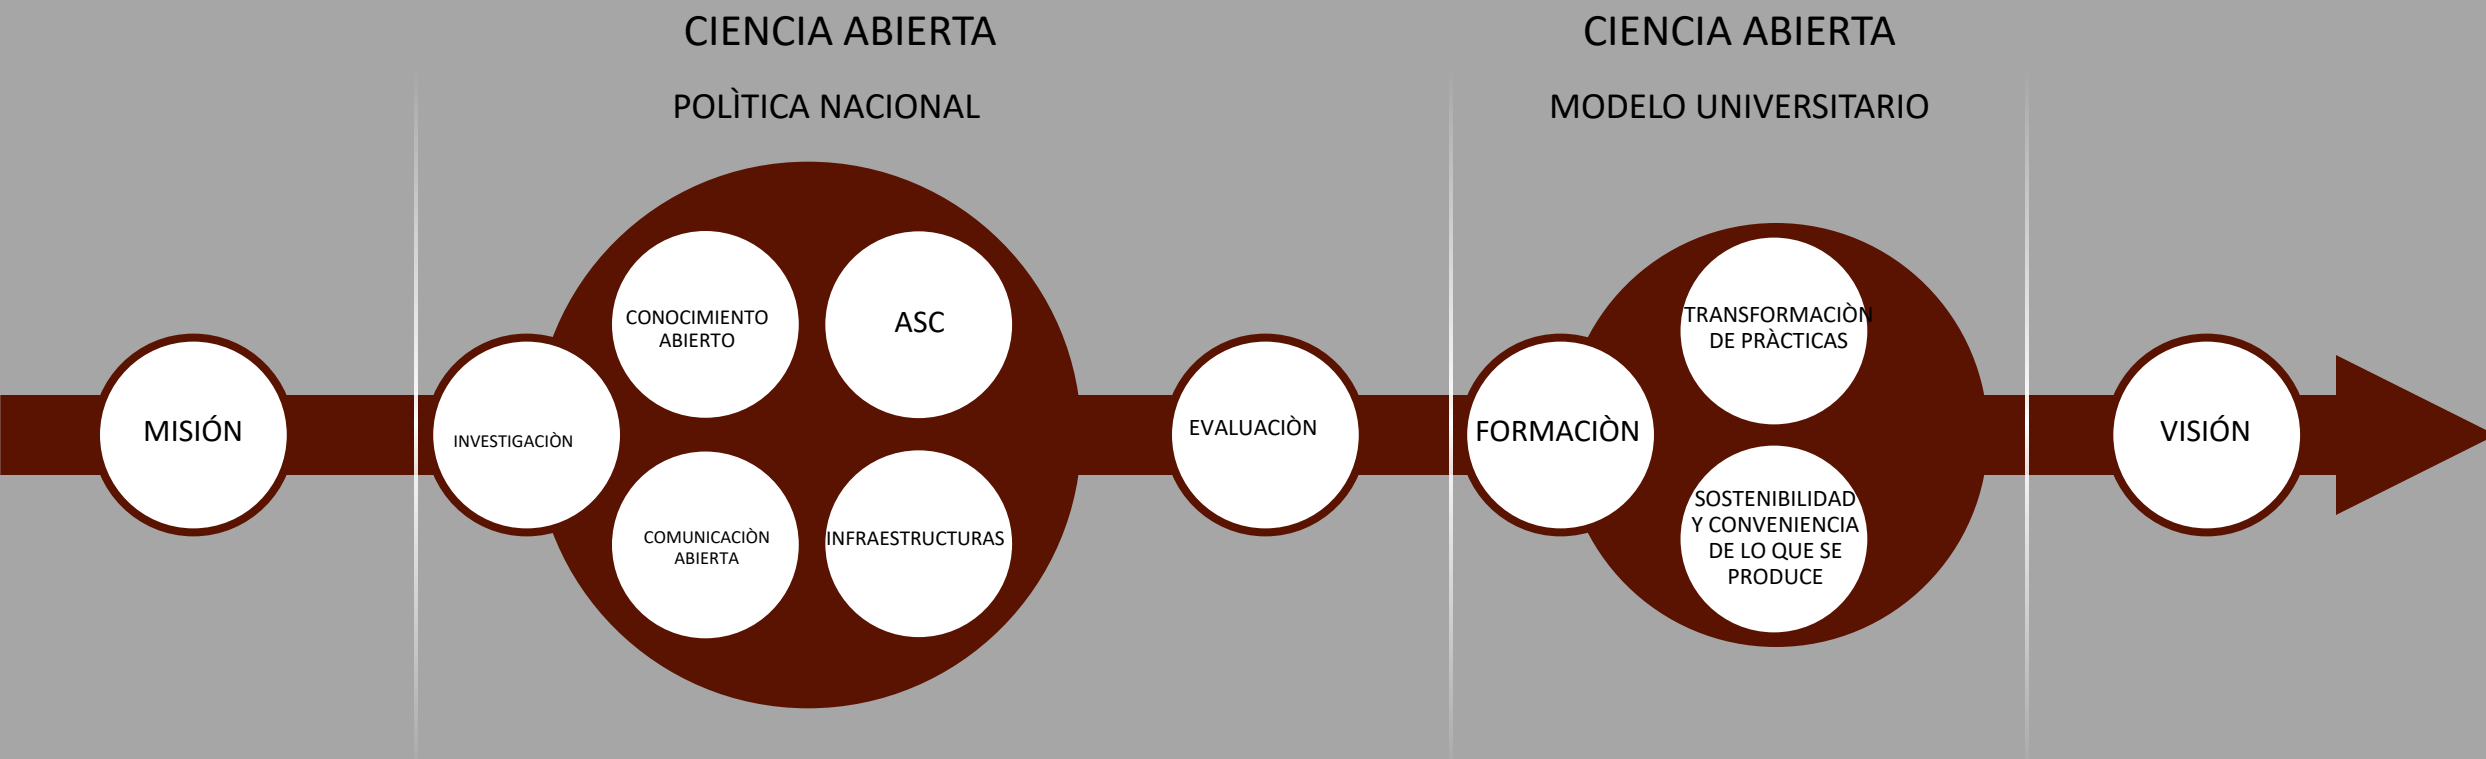 CIENCIA ABIERTA
POLÌTICA NACIONAL
CIENCIA ABIERTA
MODELO UNIVERSITARIO
MISIÓN
INVESTIGACIÒN
CONOCIMIENTO
ABIERTO
ASC
COMUNICACIÒN
ABIERTA
INFRAESTRUCTURAS
EVALUACIÒN
FORMACIÒN
TRANSFORMACIÒN
DE PRÀCTICAS
SOSTENIBILIDAD
Y CONVENIENCIA
DE LO QUE SE
PRODUCE
VISIÓN